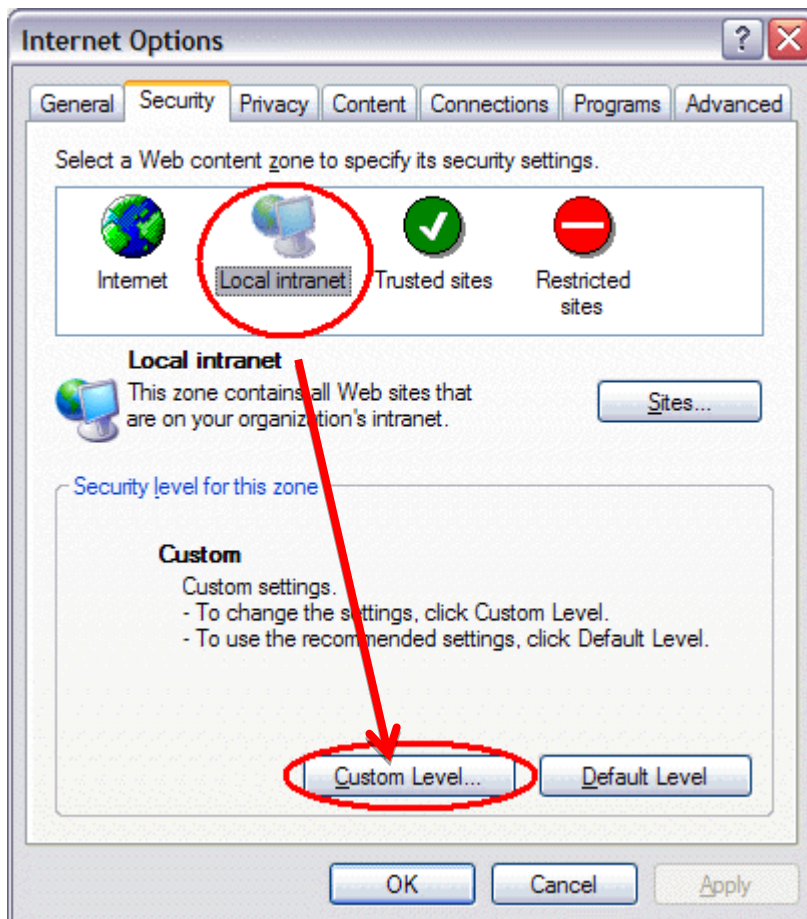 Internet Options
General Security Privacy Content Connections Programs Advanced
Select a Web content zone to specify its security settings.
Internet Local intranet Trusted sites Restricted
sites
Local intranet
This zone contains all Web sites that
are on your organization's intranet.
Sites...
Security level for this zone
Custom
Custom settings.
- To change the settings, click Custom Level.
- To use the recommended settings, click Default Level.
Custom Level... Default Level
OK Cancel Apply